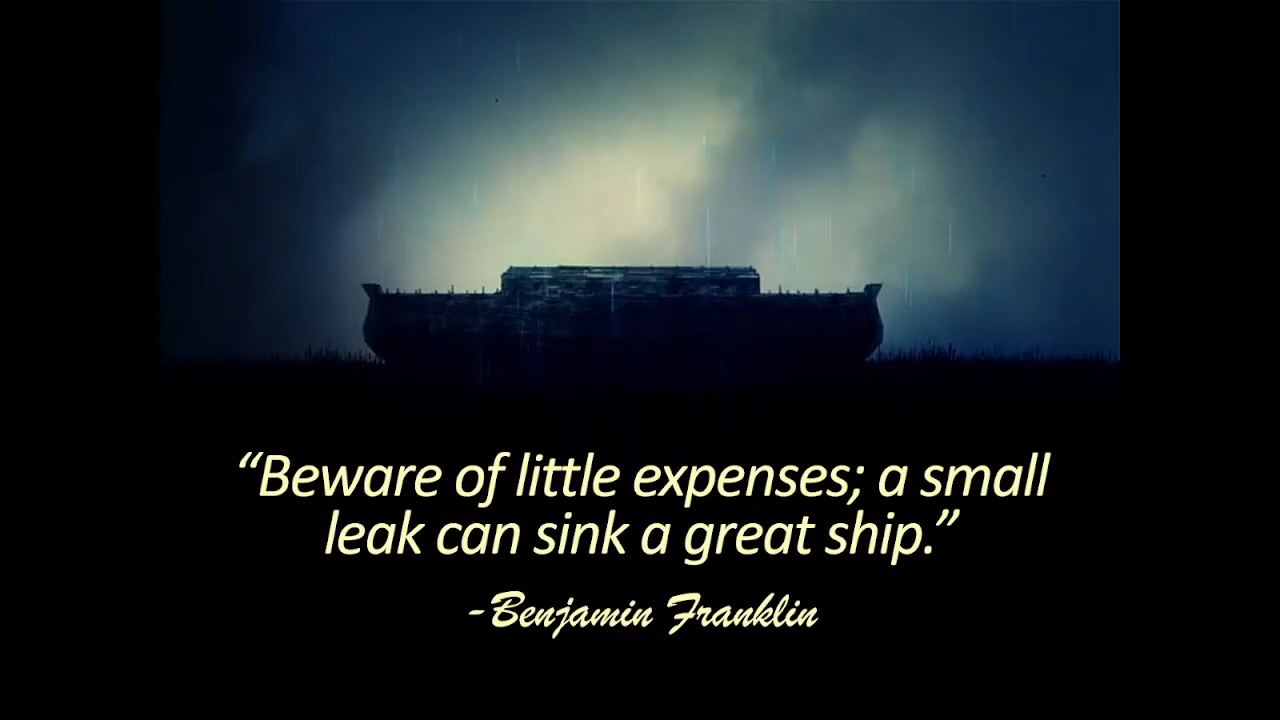 “Beware of little expenses; a small
leak can sink a great ship.”
-Benjamin Franklin